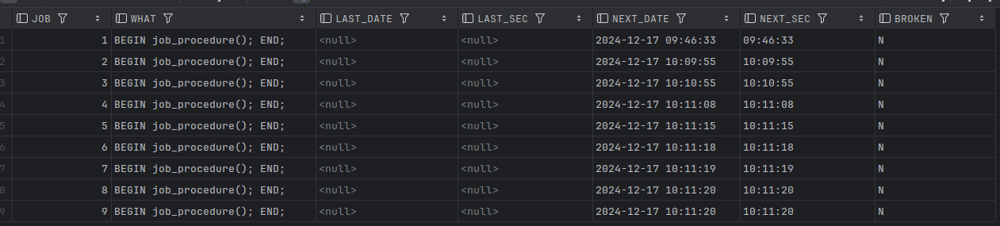 JOB WHAT LAST_DATE LAST_SEC NEXT_DATE NEXT_SEC BROKEN
1 1 BEGIN job_procedure(); END; <null> <null> 2024-12-17 09:46:33 09:46:33 N
2 2 BEGIN job_procedure(); END; <null> <null> 2024-12-17 10:09:55 10:09:55 N
3 3 BEGIN job_procedure(); END; <null> <null> 2024-12-17 10:10:55 10:10:55 N
4 4 BEGIN job_procedure(); END; <null> <null> 2024-12-17 10:11:08 10:11:08 N
5 5 BEGIN job_procedure(); END; <null> <null> 2024-12-17 10:11:15 10:11:15 N
6 6 BEGIN job_procedure(); END; <null> <null> 2024-12-17 10:11:18 10:11:18 N
7 7 BEGIN job_procedure(); END; <null> <null> 2024-12-17 10:11:19 10:11:19 N
8 8 BEGIN job_procedure(); END; <null> <null> 2024-12-17 10:11:20 10:11:20 N
9 9 BEGIN job_procedure(); END; <null> <null> 2024-12-17 10:11:20 10:11:20 N